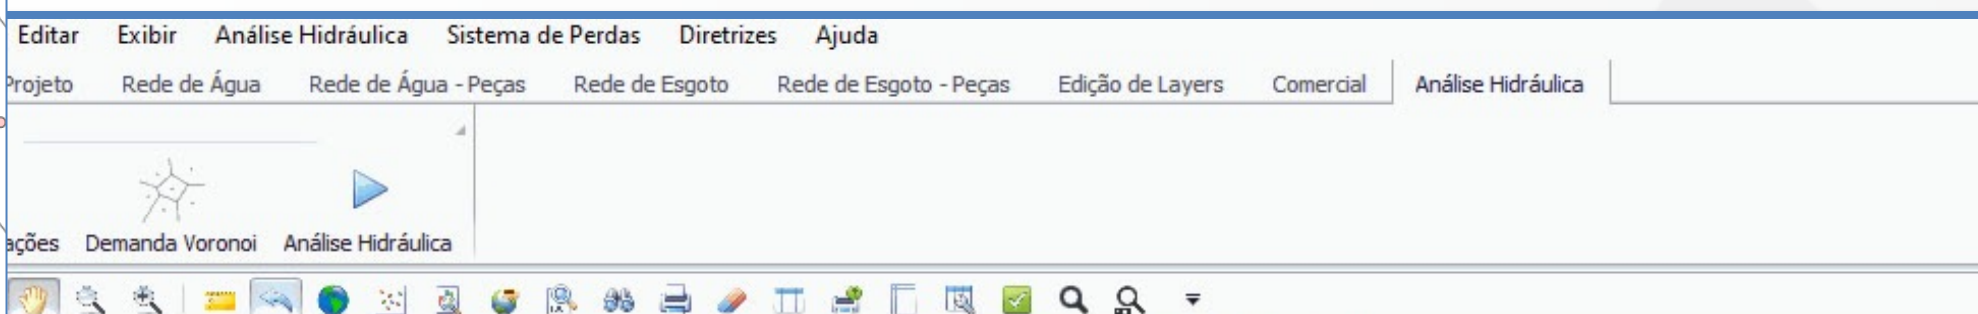 Editar Exibir Análise Hidráulica Sistema de Perdas Diretrizes Ajuda
Projeto Rede de Água Rede de Água - Peças Rede de Esgoto Rede de Esgoto - Peças Edição de Layers Comercial Análise Hidráulica
ações Demanda Voronoi Análise Hidráulica